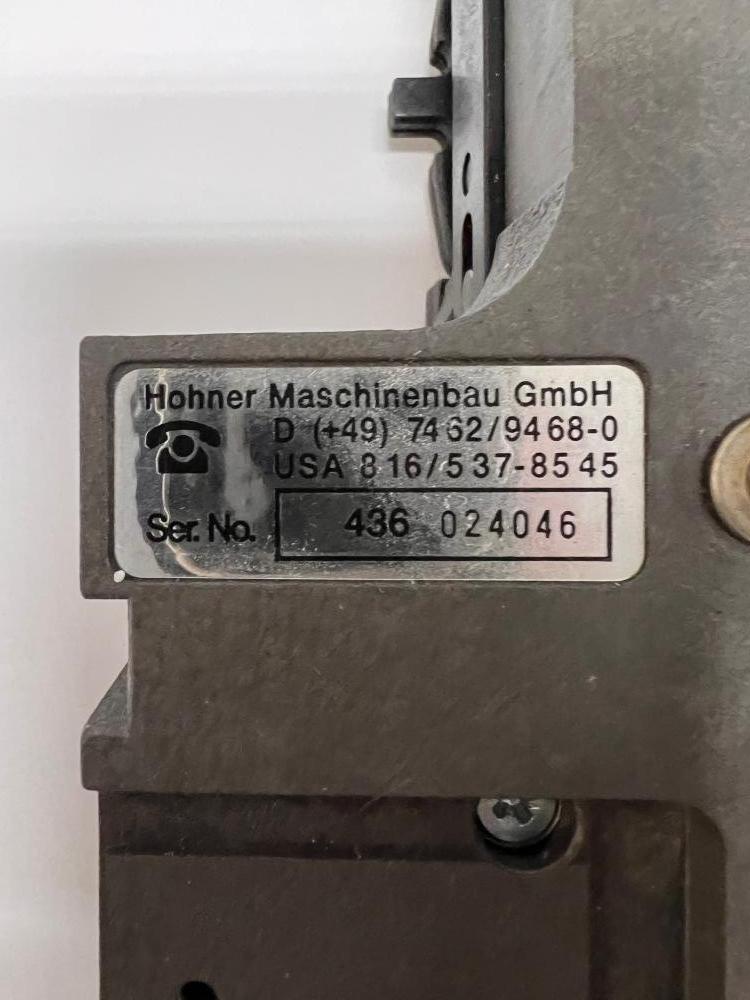 Hohner Maschinenbau GmbH
D (+49) 7462/9468-0
USA 816/537-8545
Ser. No. 436 024046